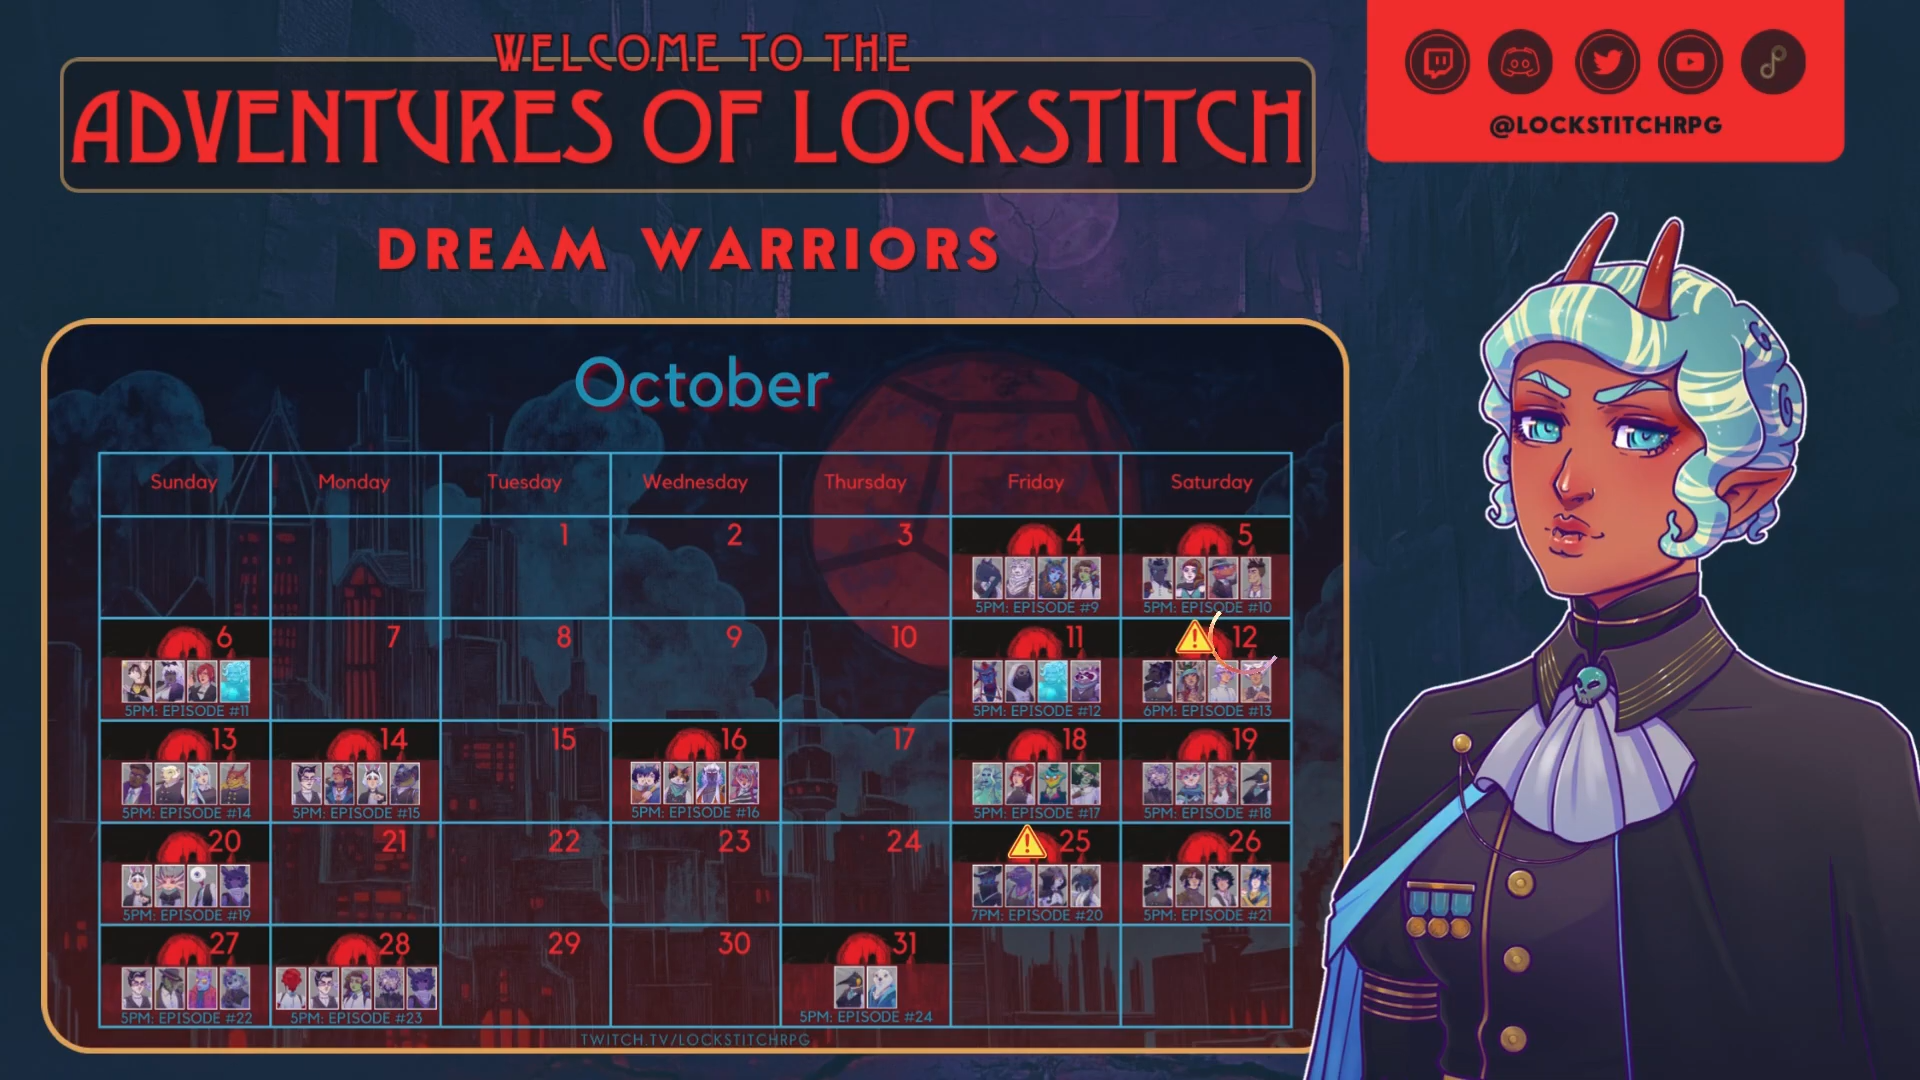 WELCOME TO THE
ADVENTURES OF LOCKSTITCH
@LOCKSTITCHRPG
DREAM WARRIORS
October
Sunday Monday Tuesday Wednesday Thursday Friday Saturday
1 2 3 4 5
5PM: EPISODE #9 5PM: EPISODE #10
6 7 8 9 10 11 12
5PM: EPISODE #11 5PM: EPISODE #12 6PM: EPISODE #13
13 14 15 16 17 18 19
5PM: EPISODE #14 5PM: EPISODE #15 5PM: EPISODE #16 5PM: EPISODE #17 5PM: EPISODE #18
20 21 22 23 24 25 26
5PM: EPISODE #19 7PM: EPISODE #20 5PM: EPISODE #21
27 28 29 30 31
5PM: EPISODE #22 5PM: EPISODE #23 5PM: EPISODE #24
TWITCH.TV/LOCKSTITCHRPG